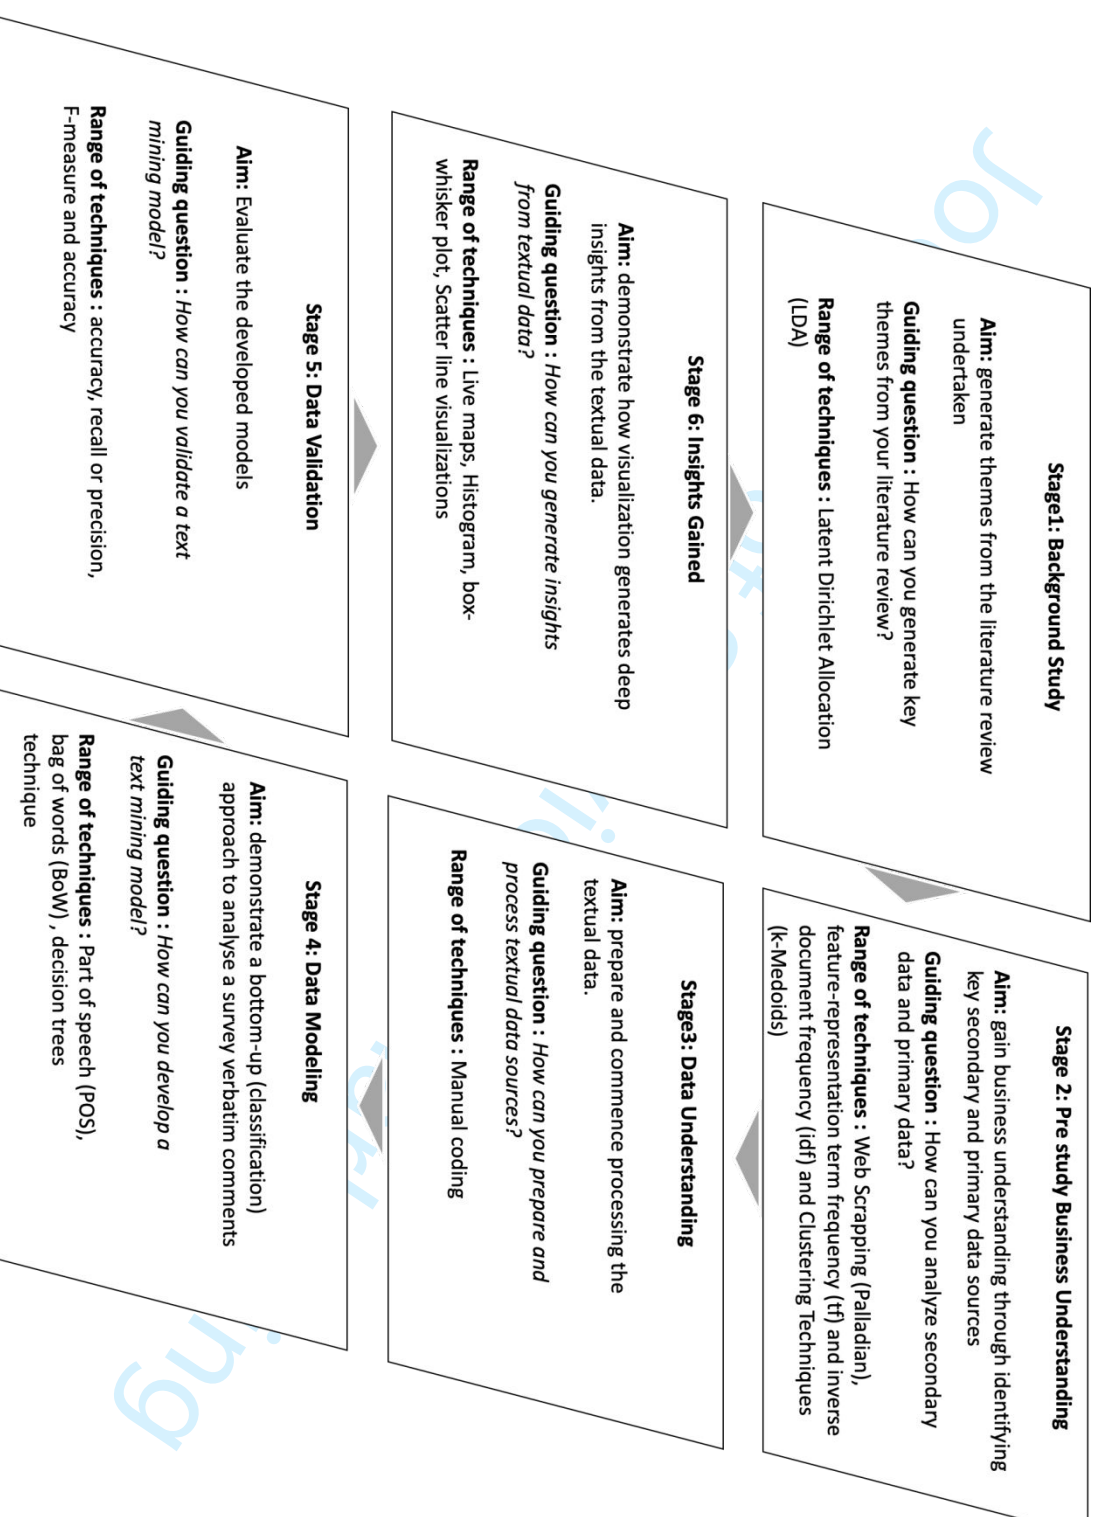 Stage1: Background Study
Aim: generate themes from the literature review
undertaken
Guiding question : How can you generate key
themes from your literature review?
Range of techniques : Latent Dirichlet Allocation
(LDA)
Stage 2: Pre study Business Understanding
Aim: gain business understanding through identifying
key secondary and primary data sources
Guiding question : How can you analyze secondary
data and primary data?
Range of techniques : Web Scrapping (Palladian),
feature-representation term frequency (tf) and inverse
document frequency (idf) and Clustering Techniques
(k-Medoids)
Stage3: Data Understanding
Aim: prepare and commence processing the
textual data.
Guiding question : How can you prepare and
process textual data sources?
Range of techniques : Manual coding
Stage 4: Data Modeling
Aim: demonstrate a bottom-up (classification)
approach to analyse a survey verbatim comments
Guiding question : How can you develop a
text mining model?
Range of techniques : Part of speech (POS),
bag of words (BoW) , decision trees
technique
Stage 5: Data Validation
Aim: Evaluate the developed models
Guiding question : How can you validate a text
mining model?
Range of techniques : accuracy, recall or precision,
F-measure and accuracy
Stage 6: Insights Gained
Aim: demonstrate how visualization generates deep
insights from the textual data.
Guiding question : How can you generate insights
from textual data?
Range of techniques : Live maps, Histogram, box-
whisker plot, Scatter line visualizations